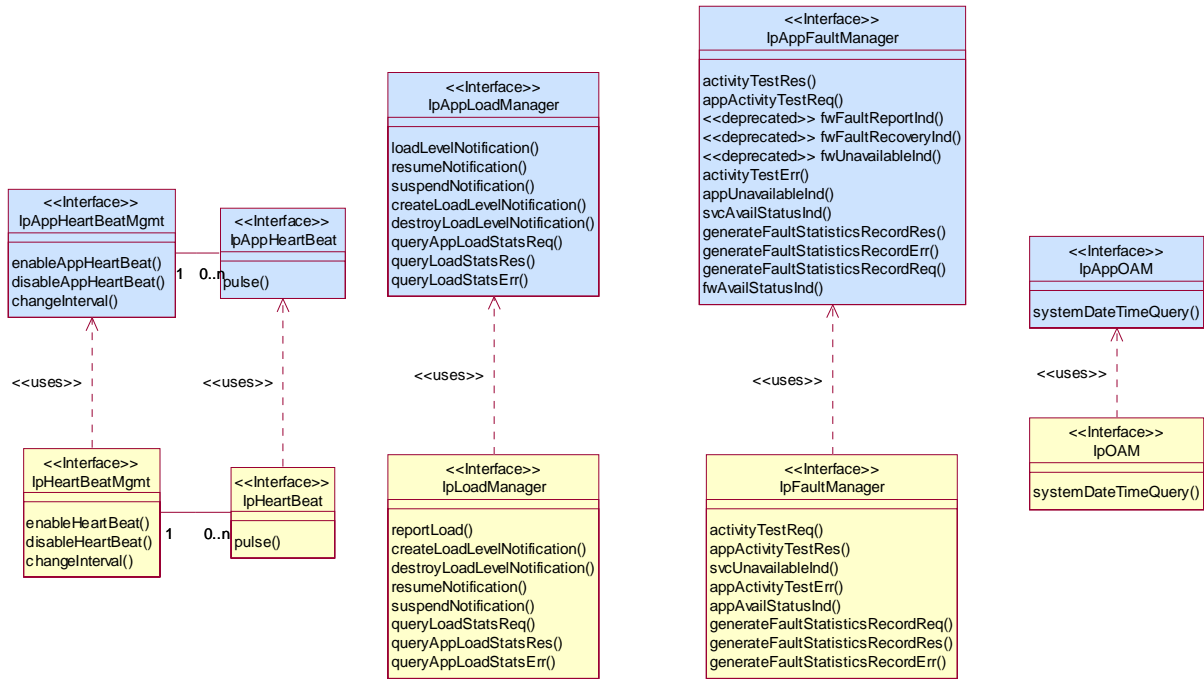 <<Interface>>
IpAppHeartBeatMgmt
enableAppHeartBeat()
disableAppHeartBeat()
changeInterval()
1
0..n
<<Interface>>
IpAppHeartBeat
pulse()
<<Interface>>
IpAppLoadManager
loadLevelNotification()
resumeNotification()
suspendNotification()
createLoadLevelNotification()
destroyLoadLevelNotification()
queryAppLoadStatsReq()
queryLoadStatsRes()
queryLoadStatsErr()
<<Interface>>
IpAppFaultManager
activityTestRes()
appActivityTestReq()
<<deprecated>> fwFaultReportInd()
<<deprecated>> fwFaultRecoveryInd()
<<deprecated>> fwUnavailableInd()
activityTestErr()
appUnavailableInd()
svcAvailStatusInd()
generateFaultStatisticsRecordRes()
generateFaultStatisticsRecordErr()
generateFaultStatisticsRecordReq()
fwAvailStatusInd()
<<Interface>>
IpAppOAM
systemDateTimeQuery()
<<uses>>
<<uses>>
<<uses>>
<<uses>>
<<uses>>
<<Interface>>
IpHeartBeatMgmt
enableHeartBeat()
disableHeartBeat()
changeInterval()
1
0..n
<<Interface>>
IpHeartBeat
pulse()
<<Interface>>
IpLoadManager
reportLoad()
createLoadLevelNotification()
destroyLoadLevelNotification()
resumeNotification()
suspendNotification()
queryLoadStatsReq()
queryAppLoadStatsRes()
queryAppLoadStatsErr()
<<Interface>>
IpFaultManager
activityTestReq()
appActivityTestRes()
svcUnavailableInd()
appActivityTestErr()
appAvailStatusInd()
generateFaultStatisticsRecordReq()
generateFaultStatisticsRecordRes()
generateFaultStatisticsRecordErr()
<<Interface>>
IpOAM
systemDateTimeQuery()